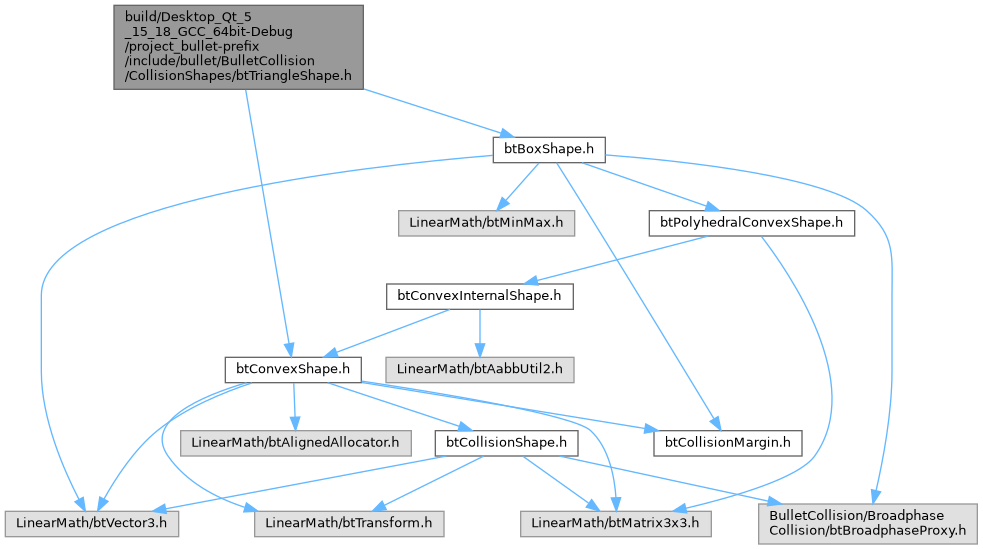 build/Desktop_Qt_5
_15_18_GCC_64bit-Debug
/project_bullet-prefix
/include/bullet/BulletCollision
/CollisionShapes/btTriangleShape.h
btBoxShape.h
LinearMath/btMinMax.h
btPolyhedralConvexShape.h
btConvexInternalShape.h
btConvexShape.h
LinearMath/btAabbUtil2.h
LinearMath/btAlignedAllocator.h
btCollisionShape.h
btCollisionMargin.h
LinearMath/btVector3.h
LinearMath/btTransform.h
LinearMath/btMatrix3x3.h
BulletCollision/Broadphase
Collision/btBroadphaseProxy.h